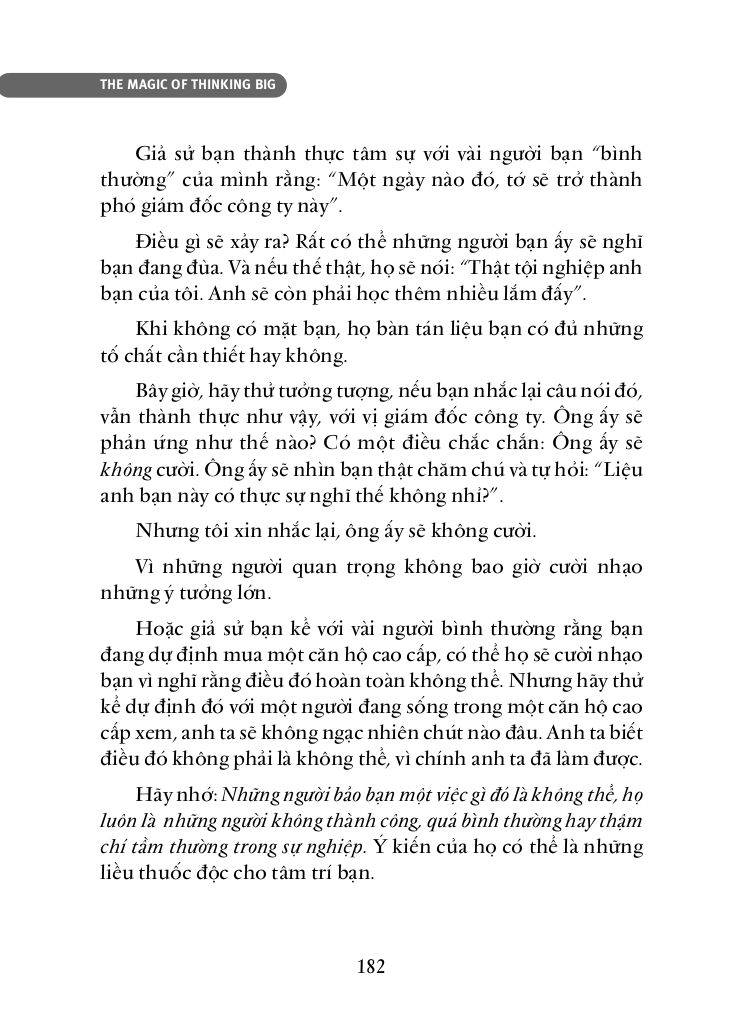 THE MAGIC OF THINKING BIG
Giả sử bạn thành thực tâm sự với vài người bạn “bình
thường” của mình rằng: “Một ngày nào đó, tớ sẽ trở thành
phó giám đốc công ty này”.
Điều gì sẽ xảy ra? Rất có thể những người bạn ấy sẽ nghĩ
bạn đang đùa. Và nếu thế thật, họ sẽ nói: “Thật tội nghiệp anh
bạn của tôi. Anh sẽ còn phải học thêm nhiều lắm đấy”.
Khi không có mặt bạn, họ bàn tán liệu bạn có đủ những
tố chất cần thiết hay không.
Bây giờ, hãy thử tưởng tượng, nếu bạn nhắc lại câu nói đó,
vẫn thành thực như vậy, với vị giám đốc công ty. Ông ấy sẽ
phản ứng như thế nào? Có một điều chắc chắn: Ông ấy sẽ
không cười. Ông ấy sẽ nhìn bạn thật chăm chú và tự hỏi: “Liệu
anh bạn này có thực sự nghĩ thế không nhỉ?”.
Nhưng tôi xin nhắc lại, ông ấy sẽ không cười.
Vì những người quan trọng không bao giờ cười nhạo
những ý tưởng lớn.
Hoặc giả sử bạn kể với vài người bình thường rằng bạn
đang dự định mua một căn hộ cao cấp, có thể họ sẽ cười nhạo
bạn vì nghĩ rằng điều đó hoàn toàn không thể. Nhưng hãy thử
kể dự định đó với một người đang sống trong một căn hộ cao
cấp xem, anh ta sẽ không ngạc nhiên chút nào đâu. Anh ta biết
điều đó không phải là không thể, vì chính anh ta đã làm được.
Hãy nhớ: Những người bảo bạn một việc gì đó là không thể, họ
luôn là những người không thành công, quá bình thường hay thậm
chí tầm thường trong sự nghiệp. Ý kiến của họ có thể là những
liều thuốc độc cho tâm trí bạn.
182